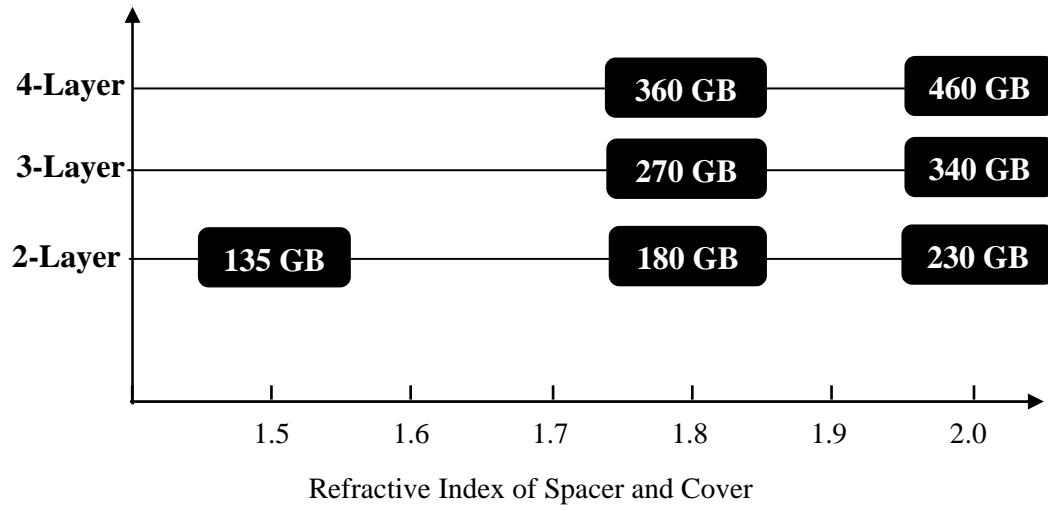 4-Layer 360 GB 460 GB
3-Layer 270 GB 340 GB
2-Layer 135 GB 180 GB 230 GB
1.5 1.6 1.7 1.8 1.9 2.0
Refractive Index of Spacer and Cover